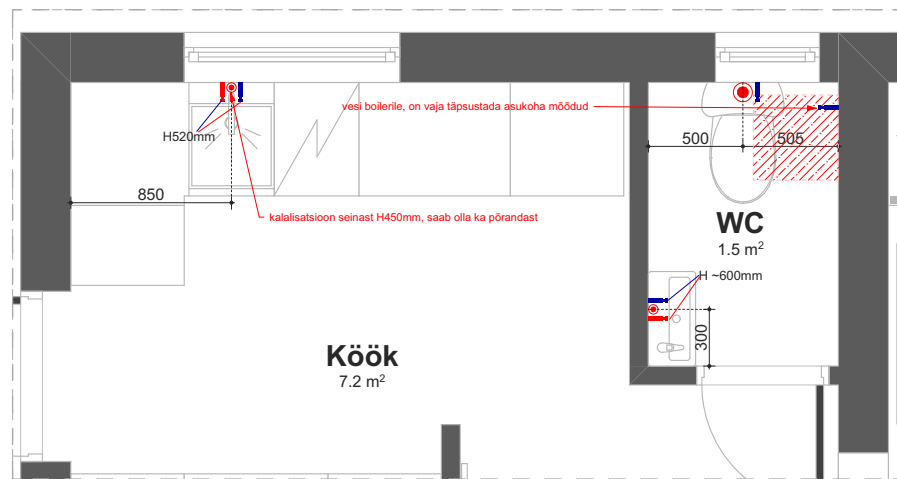 vesi boilerile, on vaja täpsustada asukoha mõõdud
H520mm
500
505
850
kalalisatsioon seinast H450mm, saab olla ka põrandast
WC
1.5 m²
H ~600mm
300
Köök
7.2 m²